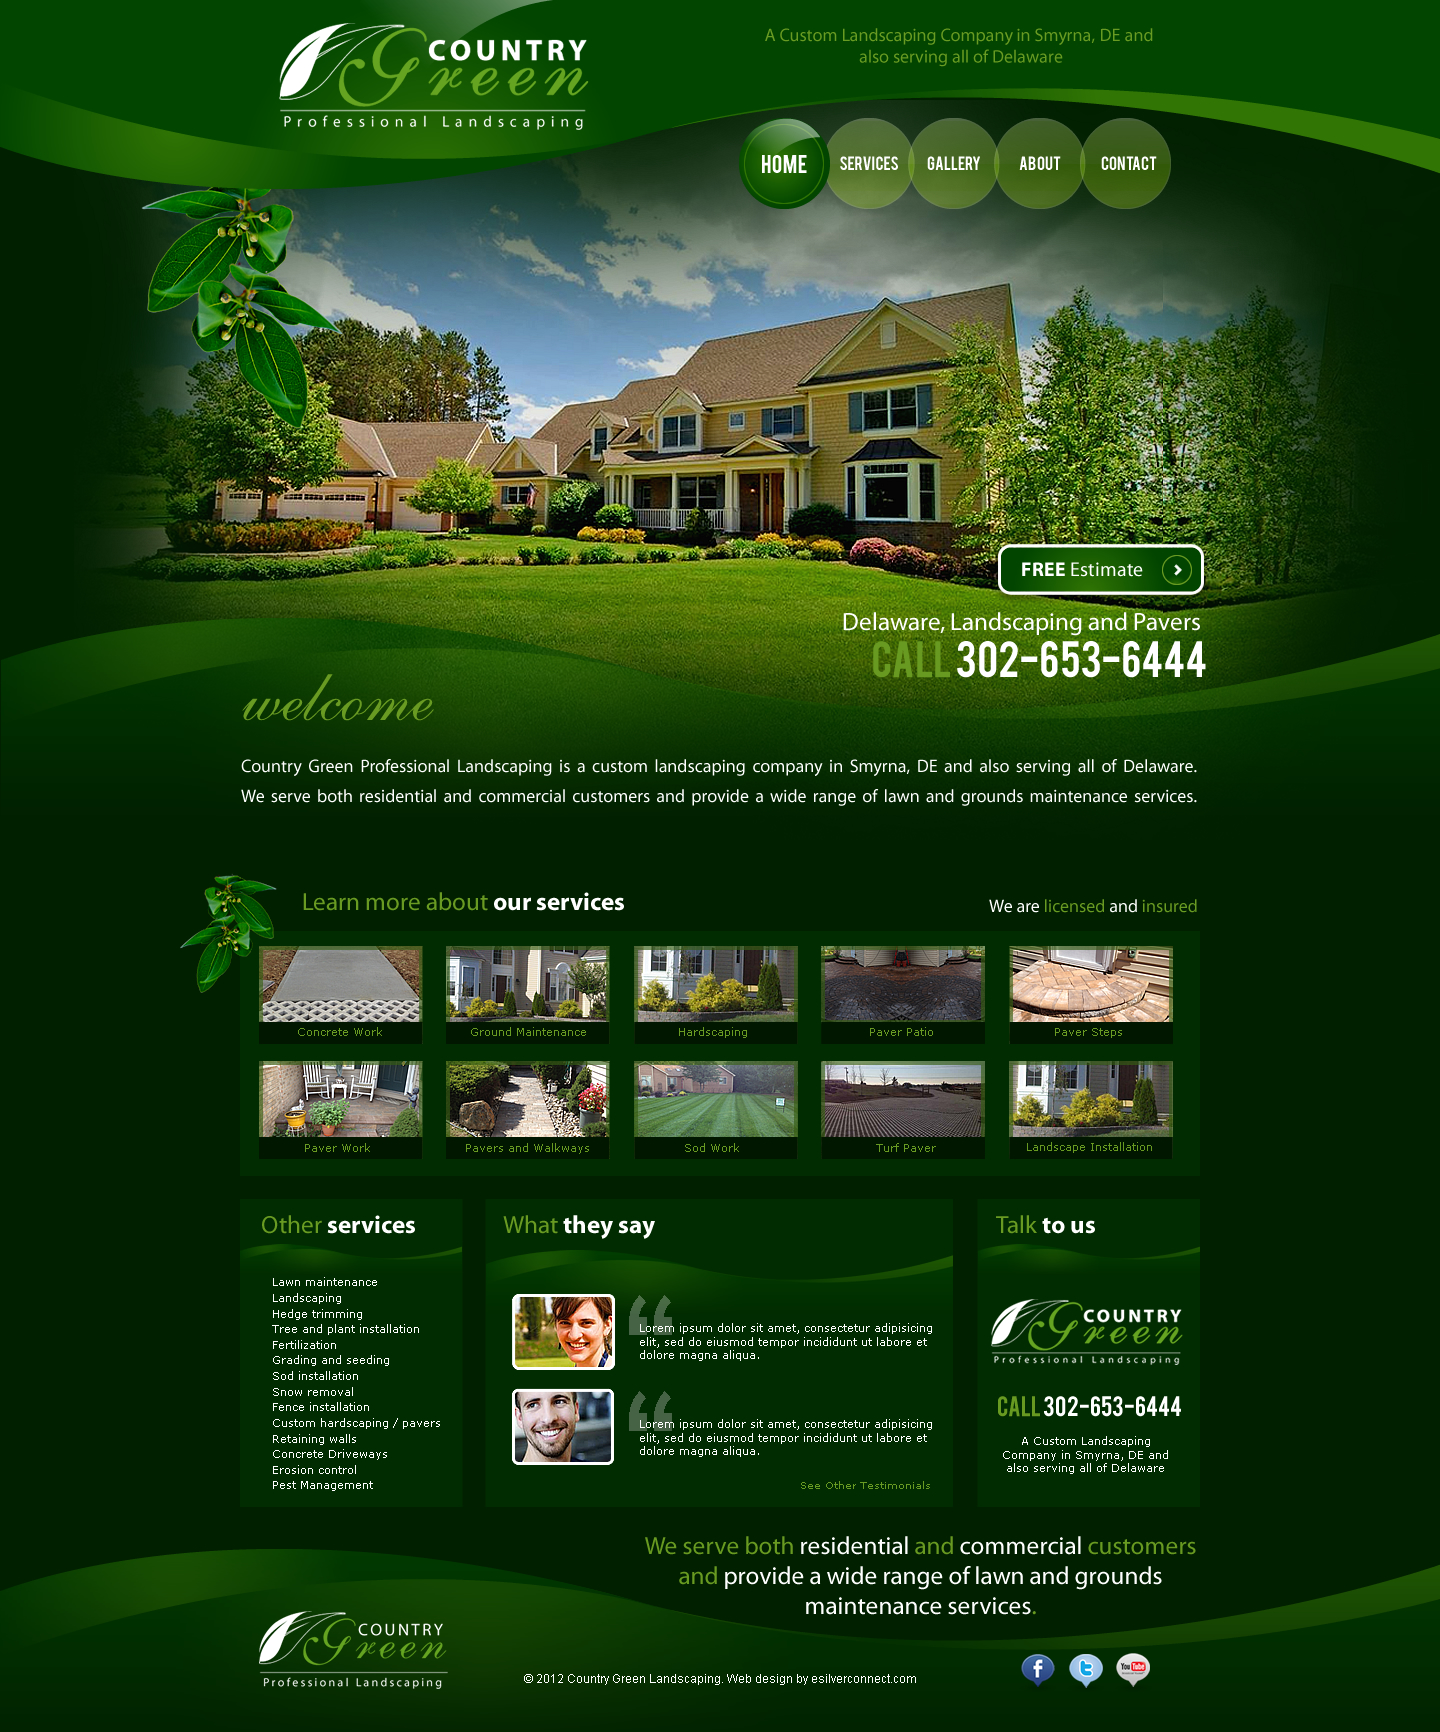 COUNTRY
Green
Professional Landscaping
A Custom Landscaping Company in Smyrna, DE and
also serving all of Delaware
HOME SERVICES GALLERY ABOUT CONTACT
FREE Estimate
Delaware, Landscaping and Pavers
CALL 302-653-6444
welcome
Country Green Professional Landscaping is a custom landscaping company in Smyrna, DE and also serving all of Delaware.
We serve both residential and commercial customers and provide a wide range of lawn and grounds maintenance services.
Learn more about our services
We are licensed and insured
Concrete Work
Ground Maintenance
Hardscaping
Paver Patio
Paver Steps
Paver Work
Pavers and Walkways
Sod Work
Turf Paver
Landscape Installation
Other services
Lawn maintenance
Landscaping
Hedge trimming
Tree and plant installation
Fertilization
Grading and seeding
Sod installation
Snow removal
Fence installation
Custom hardscaping / pavers
Retaining walls
Concrete Driveways
Erosion control
Pest Management
What they say
“
Lorem ipsum dolor sit amet, consectetur adipisicing
elit, sed do eiusmod tempor incididunt ut labore et
dolore magna aliqua.
“
Lorem ipsum dolor sit amet, consectetur adipisicing
elit, sed do eiusmod tempor incididunt ut labore et
dolore magna aliqua.
See Other Testimonials
Talk to us
COUNTRY
Green
Professional Landscaping
CALL 302-653-6444
A Custom Landscaping
Company in Smyrna, DE and
also serving all of Delaware
We serve both residential and commercial customers
and provide a wide range of lawn and grounds
maintenance services.
COUNTRY
Green
Professional Landscaping
© 2012 Country Green Landscaping. Web design by esilverconnect.com
f
t
You Tube